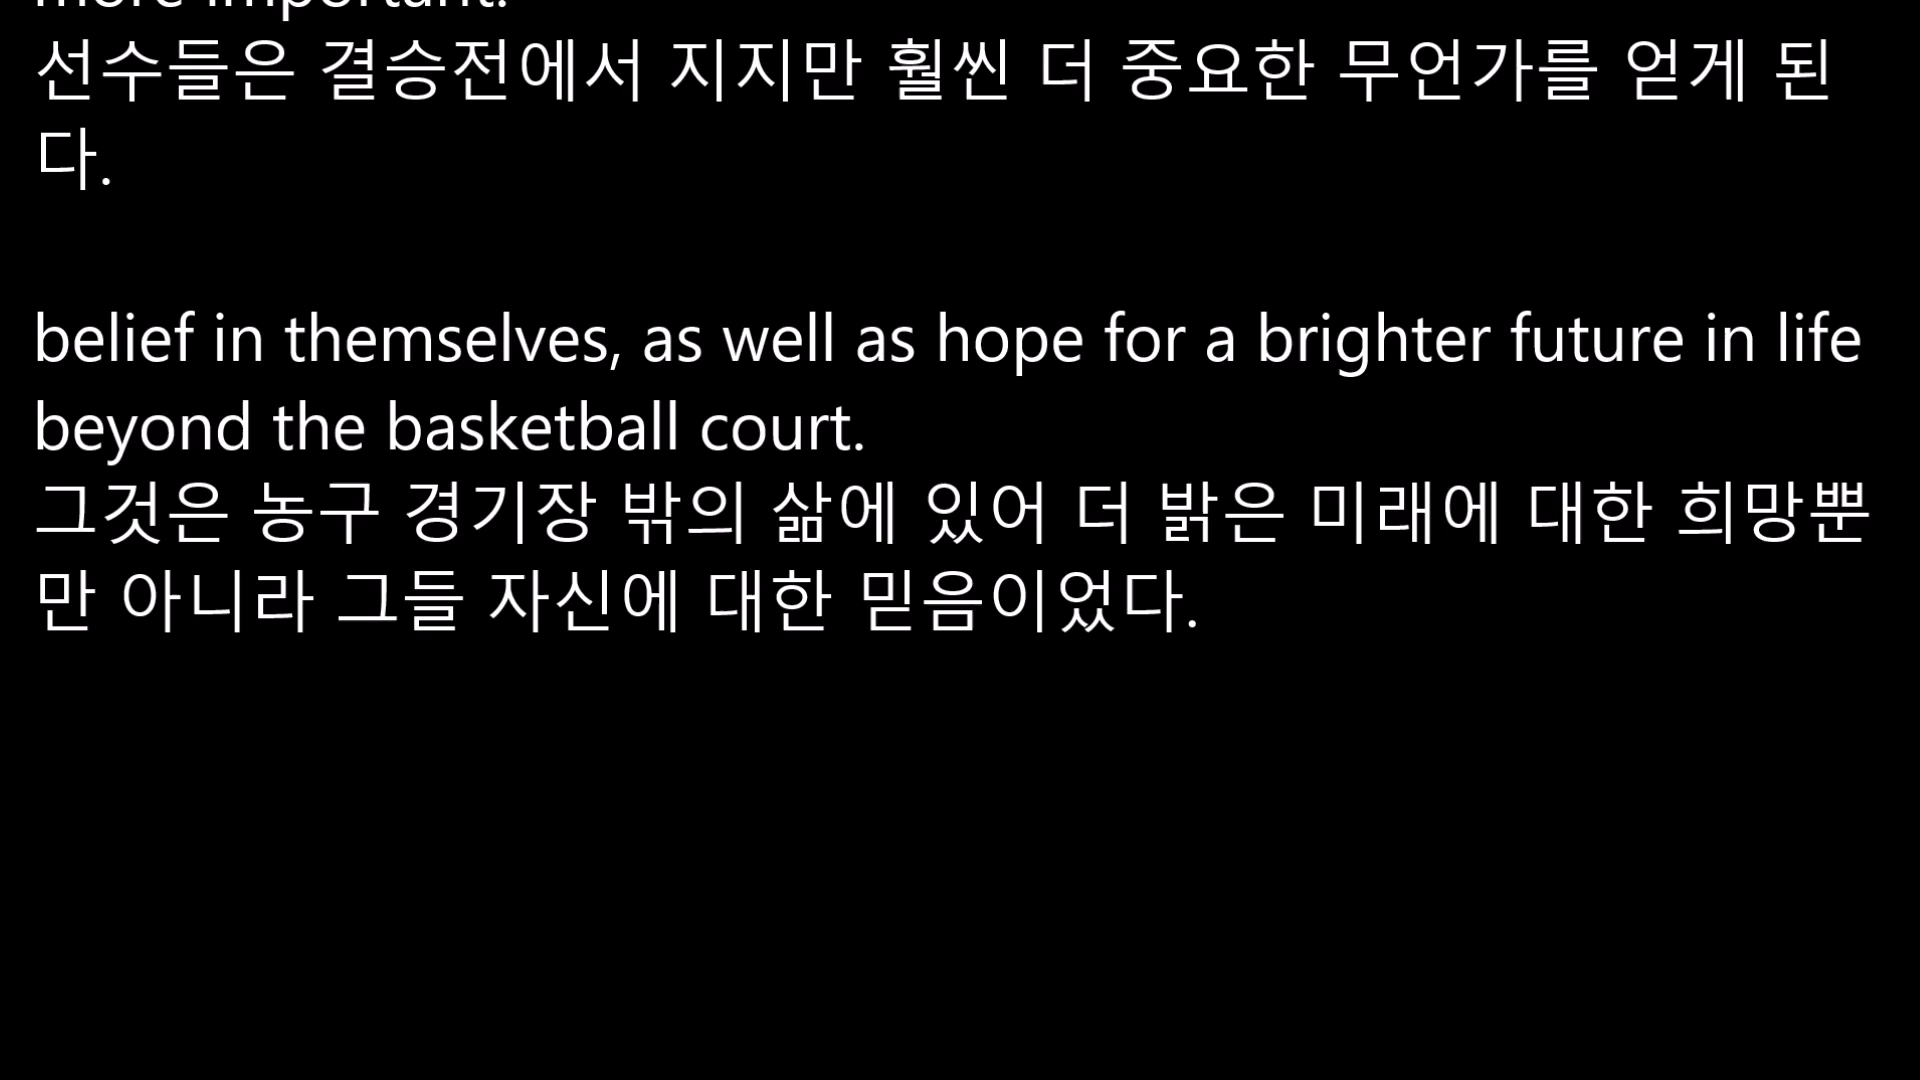 more important.
선수들은 결승전에서 지지만 훨씬 더 중요한 무언가를 얻게 된
다.
belief in themselves, as well as hope for a brighter future in life
beyond the basketball court.
그것은 농구 경기장 밖의 삶에 있어 더 밝은 미래에 대한 희망뿐
만 아니라 그들 자신에 대한 믿음이었다.